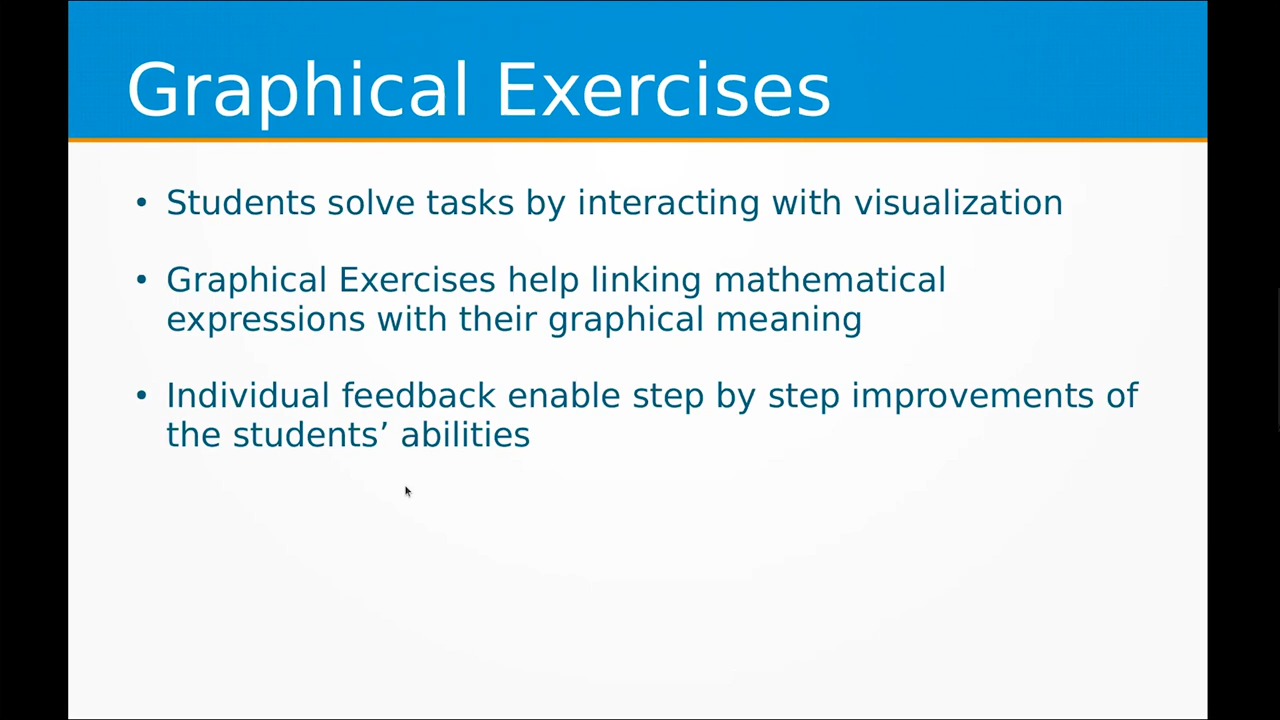 Graphical Exercises
• Students solve tasks by interacting with visualization
• Graphical Exercises help linking mathematical
expressions with their graphical meaning
• Individual feedback enable step by step improvements of
the students’ abilities